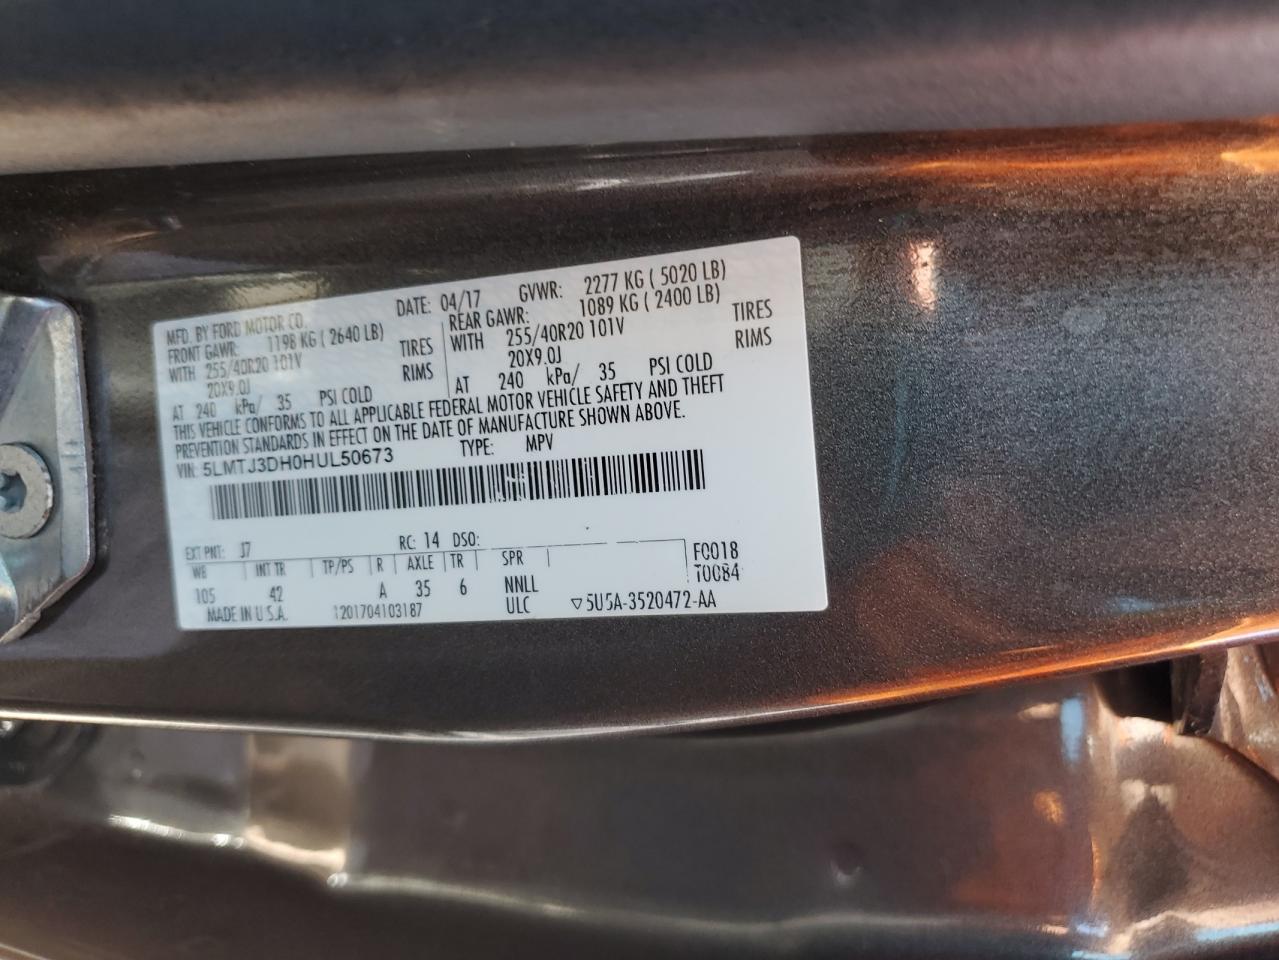 MFD. BY FORD MOTOR CO.
DATE: 04/17 GVWR: 2277 KG ( 5020 LB)
FRONT GAWR: 1198 KG ( 2640 LB) REAR GAWR: 1089 KG ( 2400 LB)
WITH 255/40R20 101V TIRES WITH 255/40R20 101V TIRES
20X9.0J RIMS 20X9.0J RIMS
AT 240 kPa/ 35 PSI COLD AT 240 kPa/ 35 PSI COLD
THIS VEHICLE CONFORMS TO ALL APPLICABLE FEDERAL MOTOR VEHICLE SAFETY AND THEFT
PREVENTION STANDARDS IN EFFECT ON THE DATE OF MANUFACTURE SHOWN ABOVE.
VIN: 5LMTJ3DH0HUL50673 TYPE: MPV
EXT PNT: J7 RC: 14 DSO: F0018
WB INT TR TP/PS R AXLE TR SPR T0084
105 42 A 35 6 NNLL
MADE IN U.S.A. 1201704103187 ULC ▽5U5A-3520472-AA